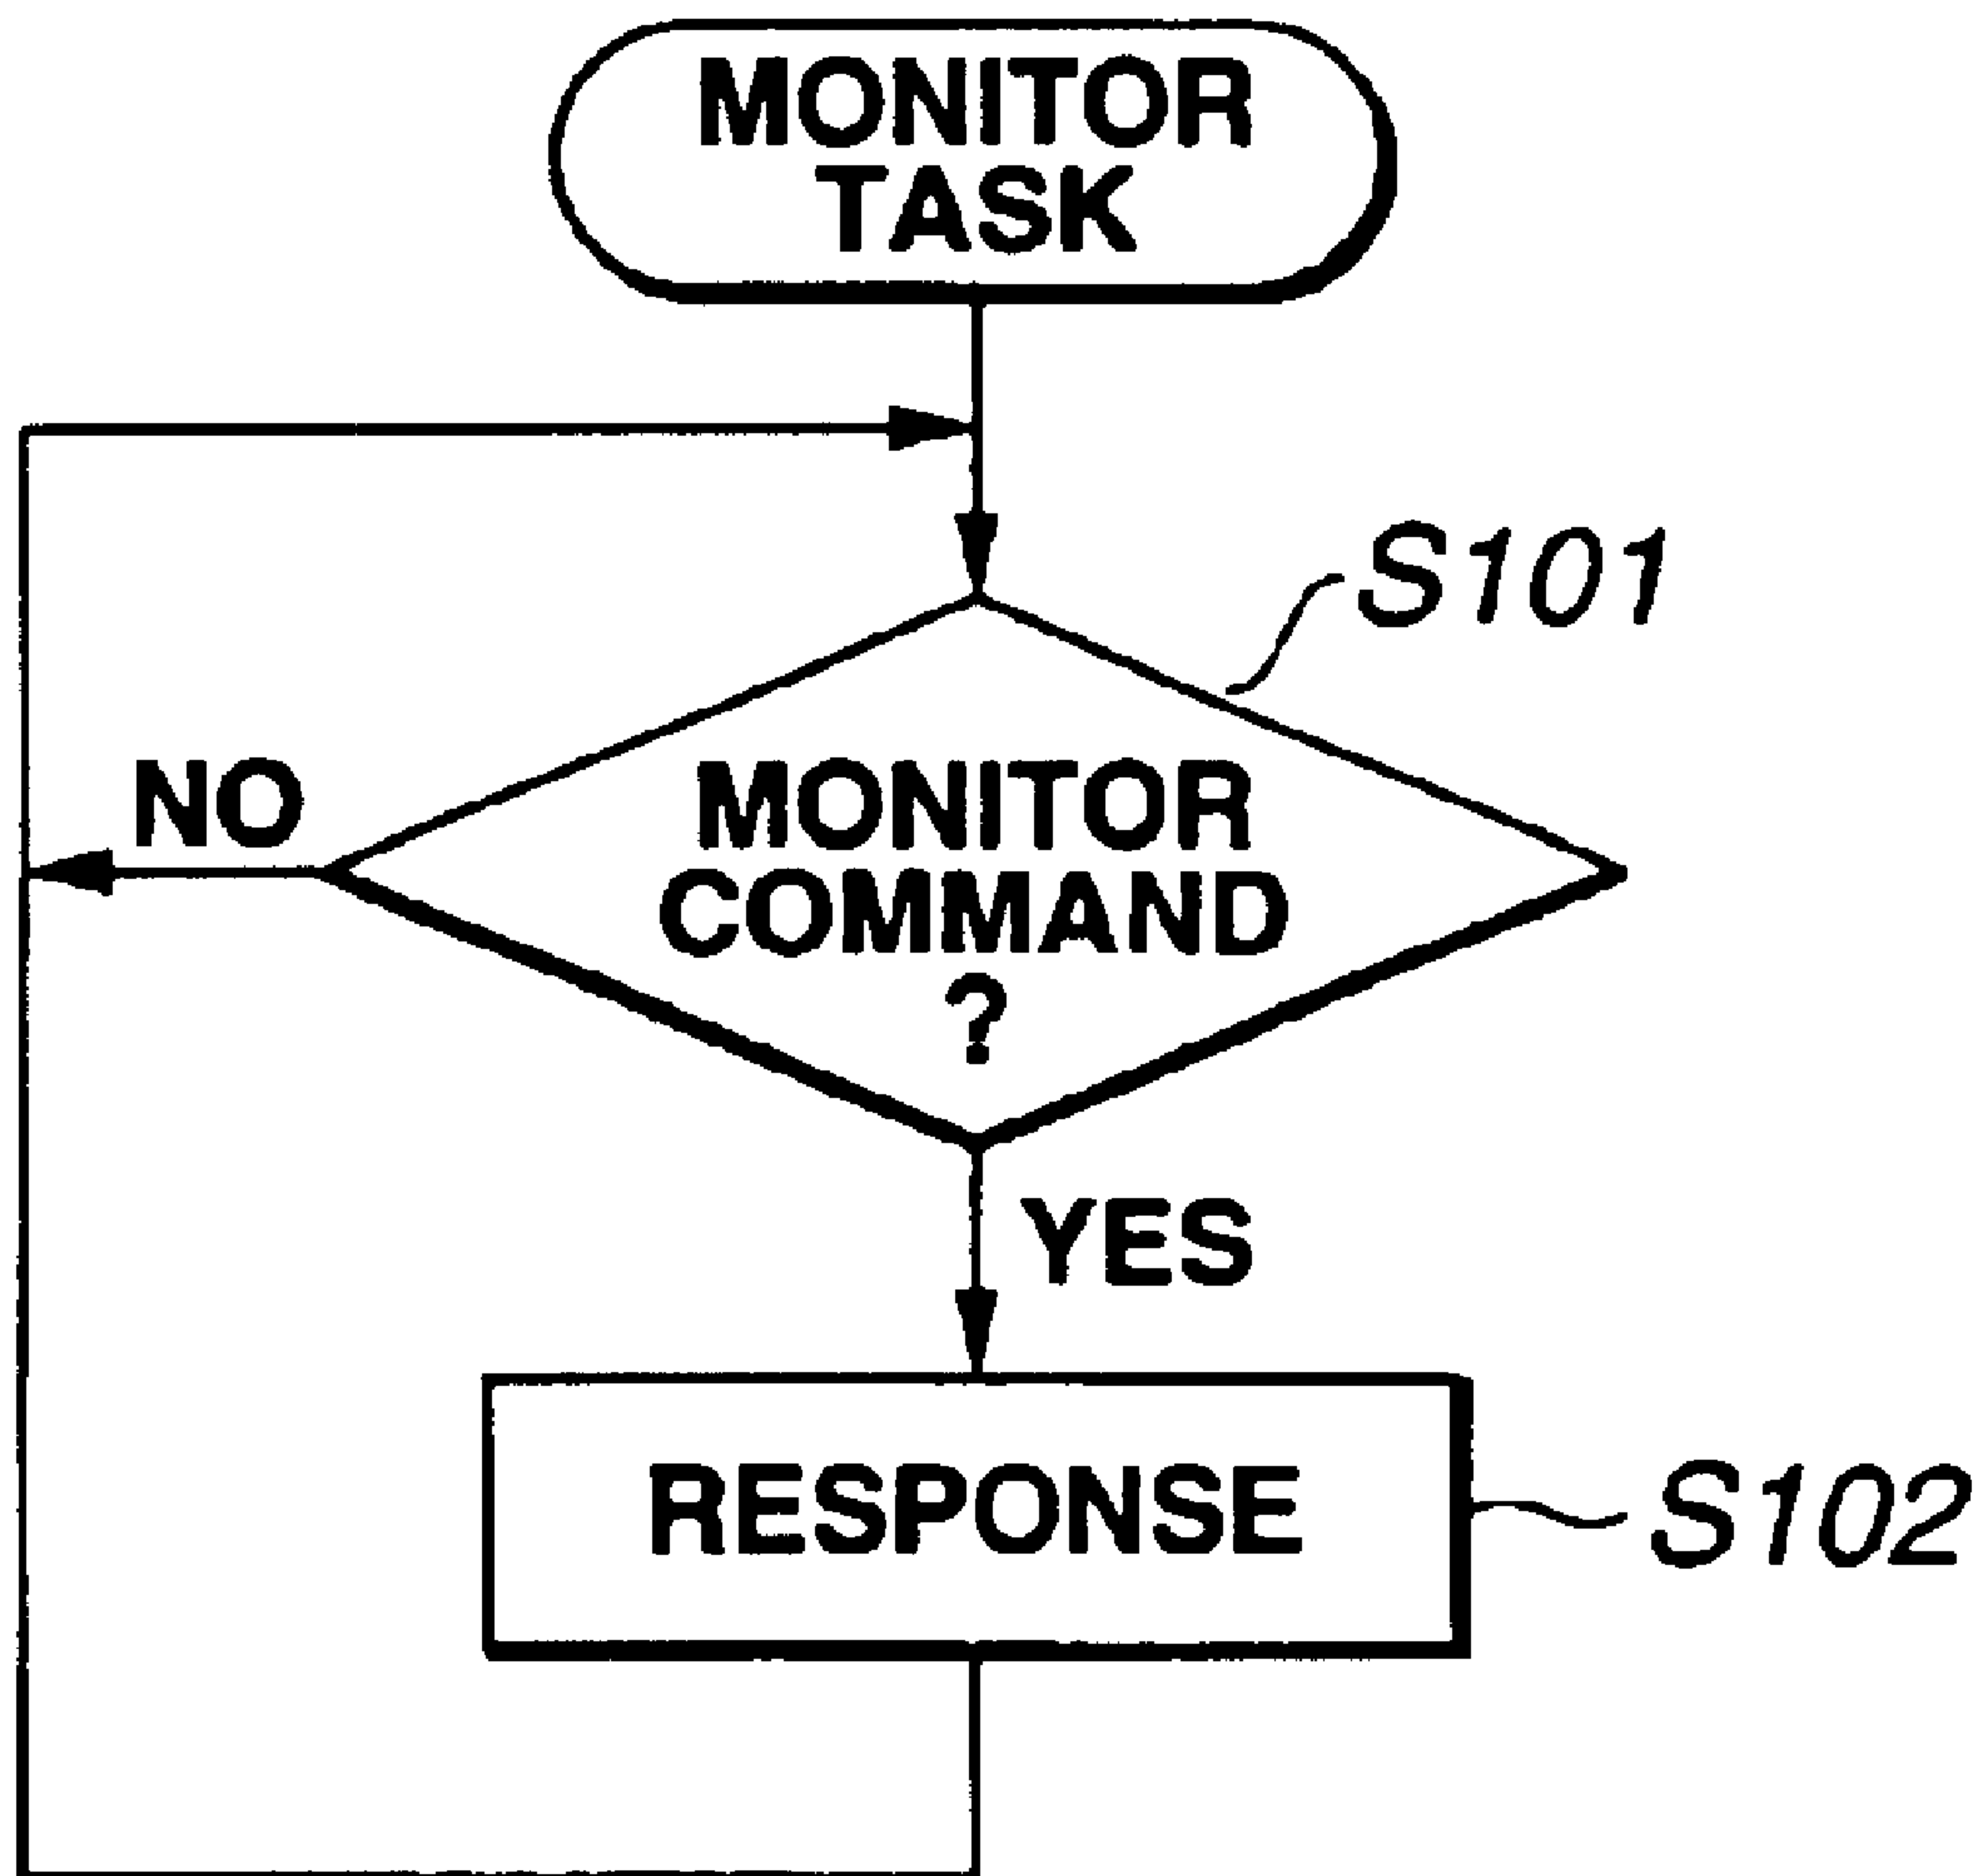 MONITOR
TASK
S101
NO
MONITOR
COMMAND
?
YES
RESPONSE
S102